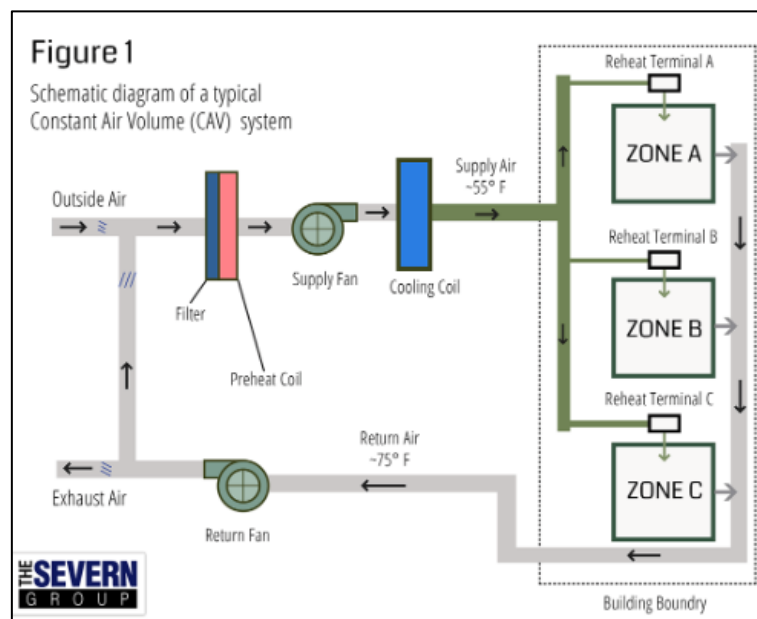 Figure 1
Schematic diagram of a typical
Constant Air Volume (CAV) system
Reheat Terminal A
ZONE A
Supply Air
~55° F
Outside Air
Reheat Terminal B
Supply Fan
Cooling Coil
ZONE B
Filter
Preheat Coil
Reheat Terminal C
Return Air
~75° F
ZONE C
Exhaust Air
Return Fan
THE SEVERN
GROUP
Building Boundry